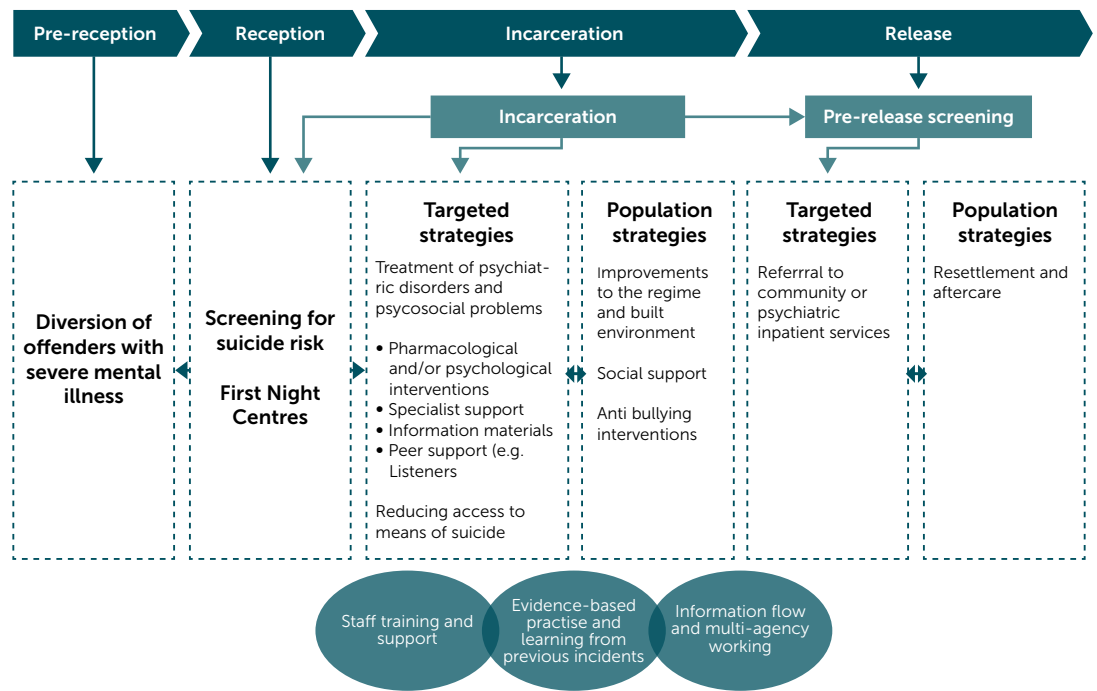 Pre-reception
Reception
Incarceration
Release
Incarceration
Pre-release screening
Diversion of
offenders with
severe mental
illness
Screening for
suicide risk
First Night
Centres
Targeted
strategies
Treatment of psychiat-
ric disorders and
psycosocial problems
• Pharmacological
and/or psychological
interventions
• Specialist support
• Information materials
• Peer support (e.g.
Listeners
Reducing access to
means of suicide
Population
strategies
Improvements
to the regime
and built
environment
Social support
Anti bullying
interventions
Targeted
strategies
Referrral to
community or
psychiatric
inpatient services
Population
strategies
Resettlement and
aftercare
Staff training and
support
Evidence-based
practise and
learning from
previous incidents
Information flow
and multi-agency
working